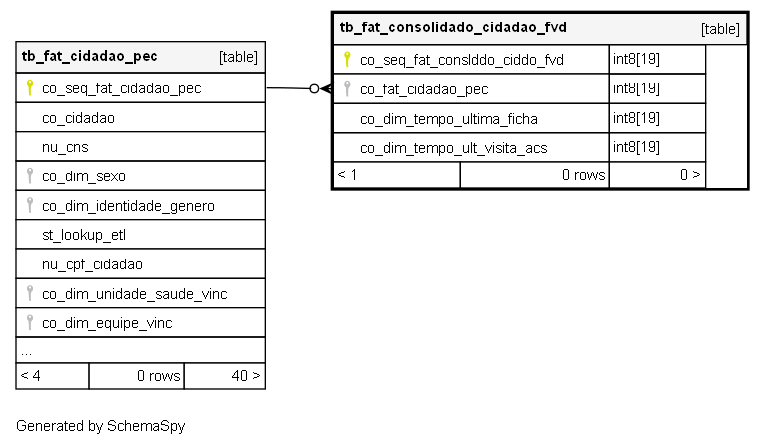 tb_fat_cidadao_pec [table]
co_seq_fat_cidadao_pec
co_cidadao
nu_cns
co_dim_sexo
co_dim_identidade_genero
st_lookup_etl
nu_cpf_cidadao
co_dim_unidade_saude_vinc
co_dim_equipe_vinc
...
< 4 0 rows 40 >
tb_fat_consolidado_cidadao_fvd [table]
co_seq_fat_conslddo_ciddo_fvd int8[19]
co_fat_cidadao_pec int8[19]
co_dim_tempo_ultima_ficha int8[19]
co_dim_tempo_ult_visita_acs int8[19]
< 1 0 rows 0 >
Generated by SchemaSpy